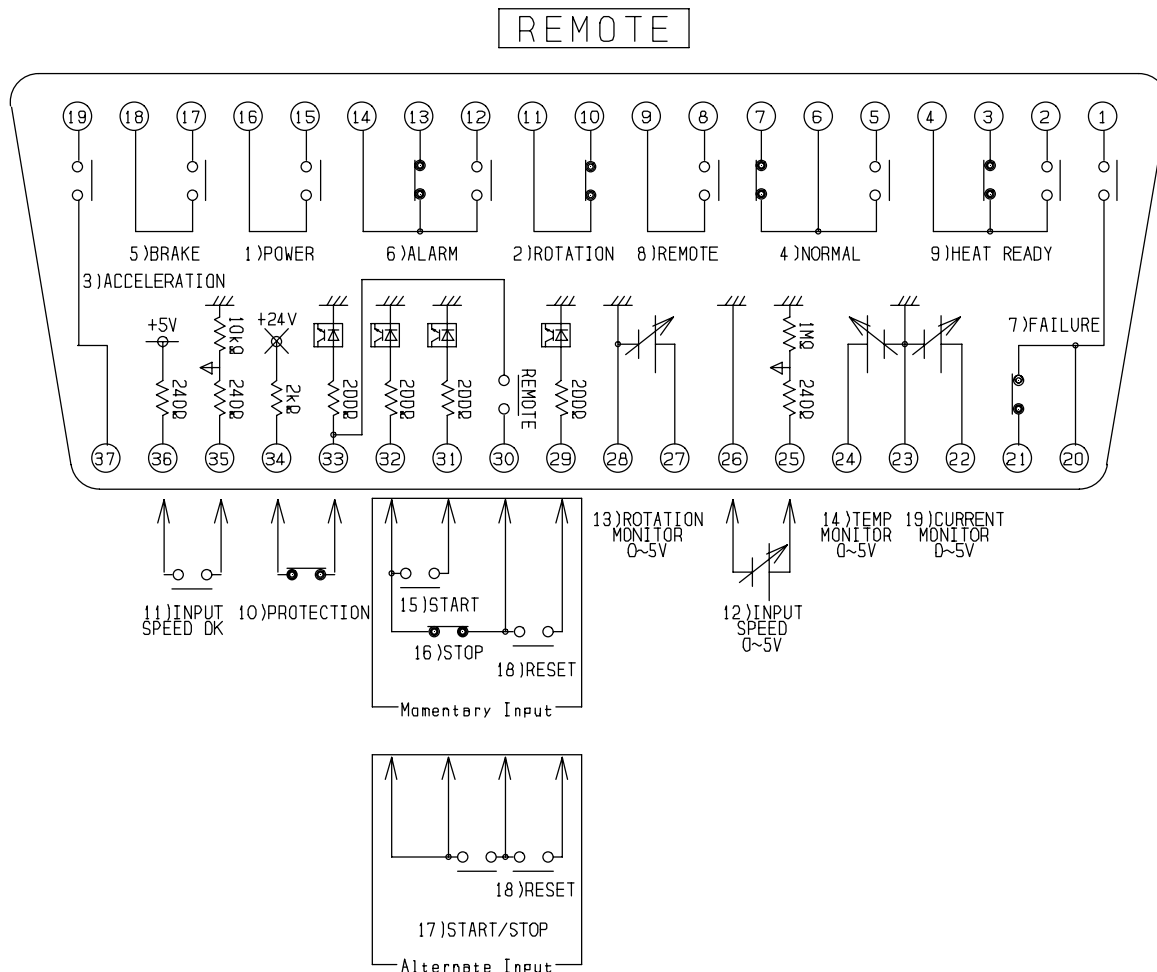 REMOTE
19 18 17 16 15 14 13 12 11 10 9 8 7 6 5 4 3 2 1
5)BRAKE 1)POWER 6)ALARM 2)ROTATION 8)REMOTE 4)NORMAL 9)HEAT READY
3)ACCELERATION
7)FAILURE
+5V
240Ω
10kΩ
240Ω
+24V
2kΩ
200Ω
200Ω
200Ω
REMOTE
200Ω
1MΩ
240Ω
37 36 35 34 33 32 31 30 29 28 27 26 25 24 23 22 21 20
11)INPUT
SPEED OK
10)PROTECTION
15)START
16)STOP
18)RESET
Momentary Input
13)ROTATION
MONITOR
0~5V
12)INPUT
SPEED
0~5V
14)TEMP
MONITOR
0~5V
19)CURRENT
MONITOR
0~5V
18)RESET
17)START/STOP
Alternate Input